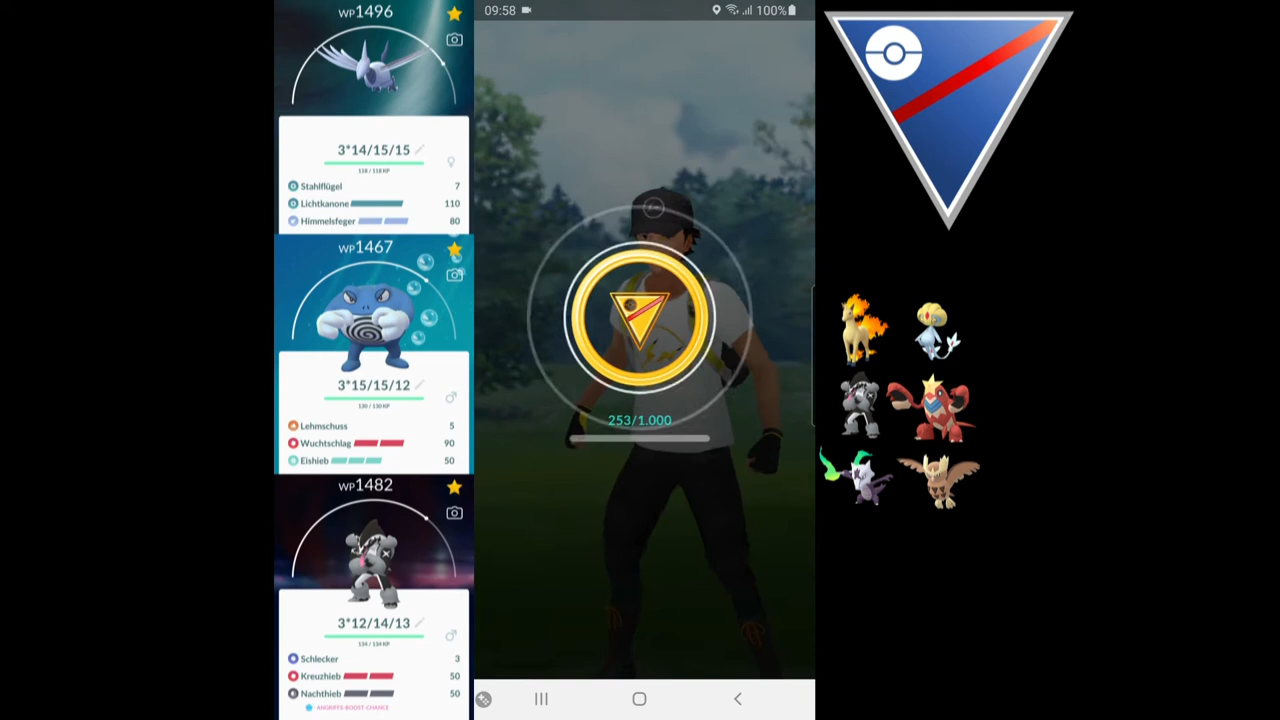 WP1496
3*14/15/15
118 / 118 KP
Stahlflügel 7
Lichtkanone 110
Himmelsfeger 80
WP1467
3*15/15/12
130 / 130 KP
Lehmschuss 5
Wuchtschlag 90
Eishieb 50
WP1482
3*12/14/13
134 / 134 KP
Schlecker 3
Kreuzhieb 50
Nachthieb 50
ANGRIFFS-BOOST-CHANCE
09:58 100%
253/1.000